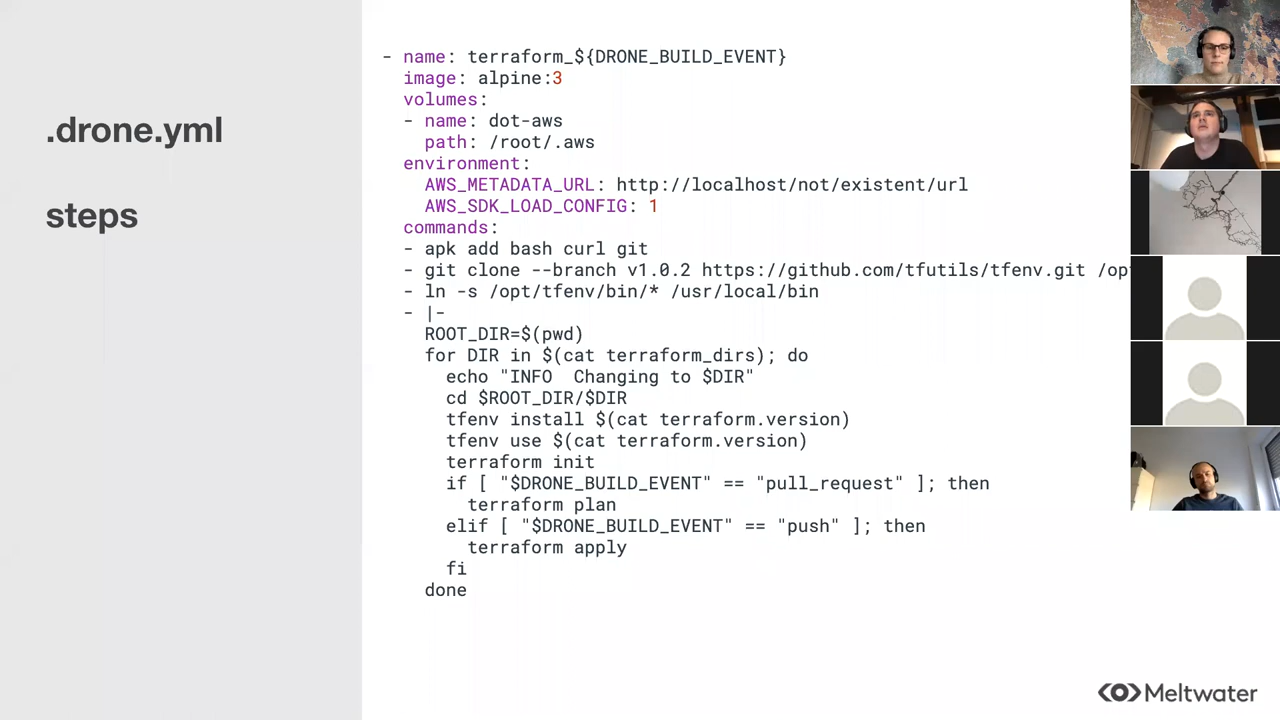 .drone.yml
steps
- name: terraform_${DRONE_BUILD_EVENT}
image: alpine:3
volumes:
- name: dot-aws
path: /root/.aws
environment:
AWS_METADATA_URL: http://localhost/not/existent/url
AWS_SDK_LOAD_CONFIG: 1
commands:
- apk add bash curl git
- git clone --branch v1.0.2 https://github.com/tfutils/tfenv.git /op
- ln -s /opt/tfenv/bin/* /usr/local/bin
- |-
ROOT_DIR=$(pwd)
for DIR in $(cat terraform_dirs); do
echo "INFO  Changing to $DIR"
cd $ROOT_DIR/$DIR
tfenv install $(cat terraform.version)
tfenv use $(cat terraform.version)
terraform init
if [ "$DRONE_BUILD_EVENT" == "pull_request" ]; then
terraform plan
elif [ "$DRONE_BUILD_EVENT" == "push" ]; then
terraform apply
fi
done
Meltwater